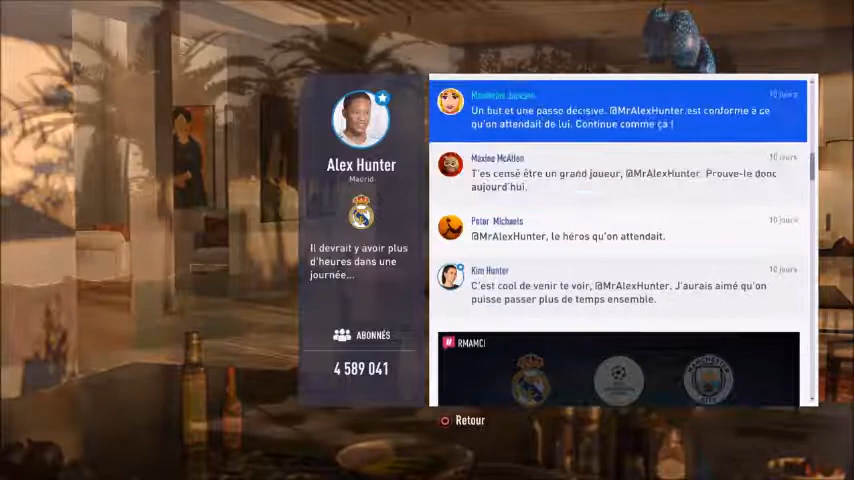 Alex Hunter
Madrid
Il devrait y avoir plus
d'heures dans une
journée...
ABONNÉS
4 589 041
10 jours
Un but et une passe décisive. @MrAlexHunter est conforme à ce
qu'on attendait de lui. Continue comme ça !
Maxine McAllen
10 jours
T'es censé être un grand joueur, @MrAlexHunter. Prouve-le donc
aujourd'hui.
Peter Michaels
10 jours
@MrAlexHunter, le héros qu'on attendait.
Kim Hunter
10 jours
C'est cool de venir te voir, @MrAlexHunter. J'aurais aimé qu'on
puisse passer plus de temps ensemble.
# RMAMCI
MANCHESTER
CITY
Retour